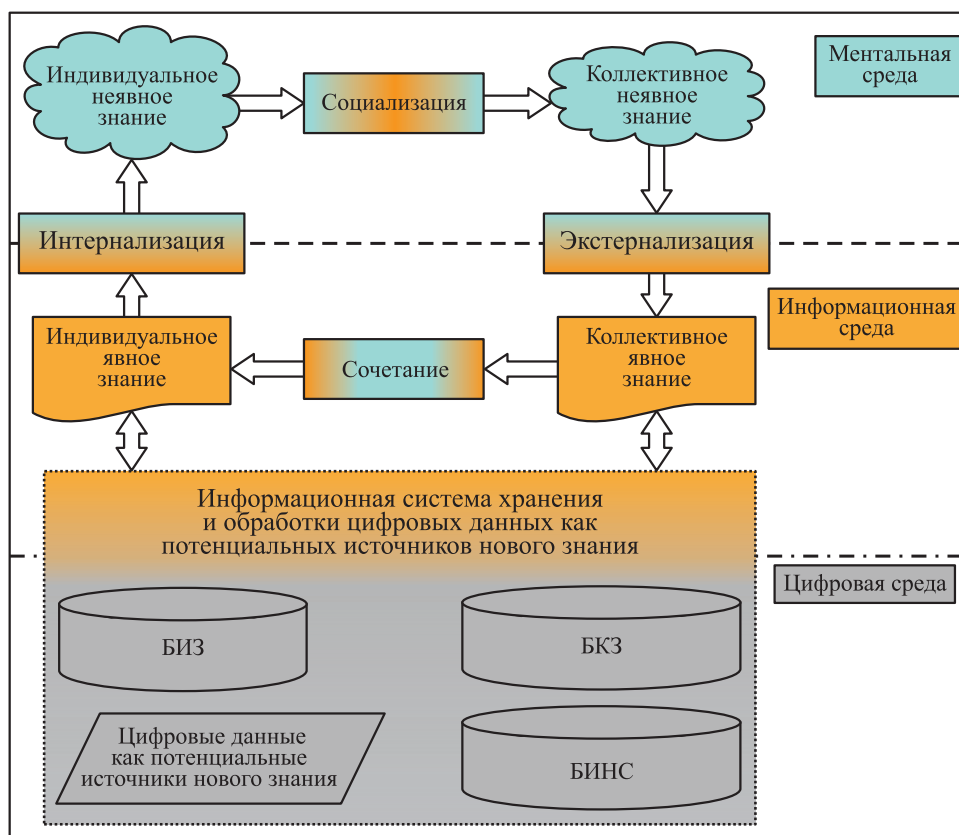 Индивидуальное
неявное
знание
Социализация
Коллективное
неявное
знание
Ментальная
среда
Интернализация
Экстернализация
Информационная
среда
Индивидуальное
явное
знание
Сочетание
Коллективное
явное
знание
Информационная система хранения
и обработки цифровых данных как
потенциальных источников нового знания
Цифровая среда
БИЗ
БКЗ
Цифровые данные
как потенциальные
источники нового знания
БИНС